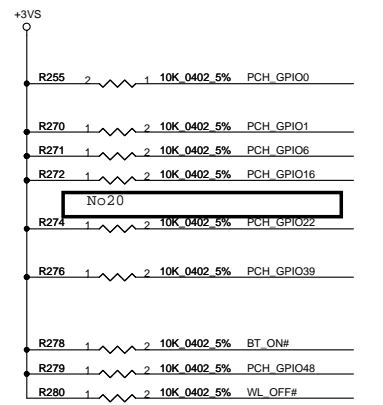 +3VS
R255 2 1 10K_0402_5% PCH_GPIO0
R270 1 2 10K_0402_5% PCH_GPIO1
R271 1 2 10K_0402_5% PCH_GPIO6
R272 1 2 10K_0402_5% PCH_GPIO16
No20
R274 1 2 10K_0402_5% PCH_GPIO22
R276 1 2 10K_0402_5% PCH_GPIO39
R278 1 2 10K_0402_5% BT_ON#
R279 1 2 10K_0402_5% PCH_GPIO48
R280 1 2 10K_0402_5% WL_OFF#